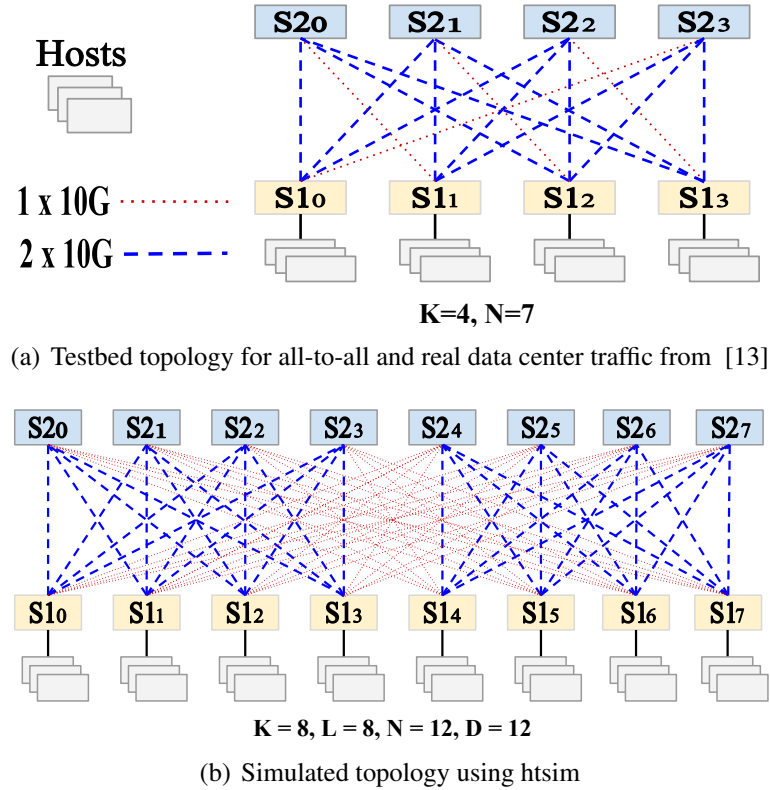 S20 S21 S22 S23
Hosts
1 x 10G
S10 S11 S12 S13
2 x 10G
K=4, N=7
(a) Testbed topology for all-to-all and real data center traffic from [13]
S20 S21 S22 S23 S24 S25 S26 S27
S10 S11 S12 S13 S14 S15 S16 S17
K = 8, L = 8, N = 12, D = 12
(b) Simulated topology using htsim